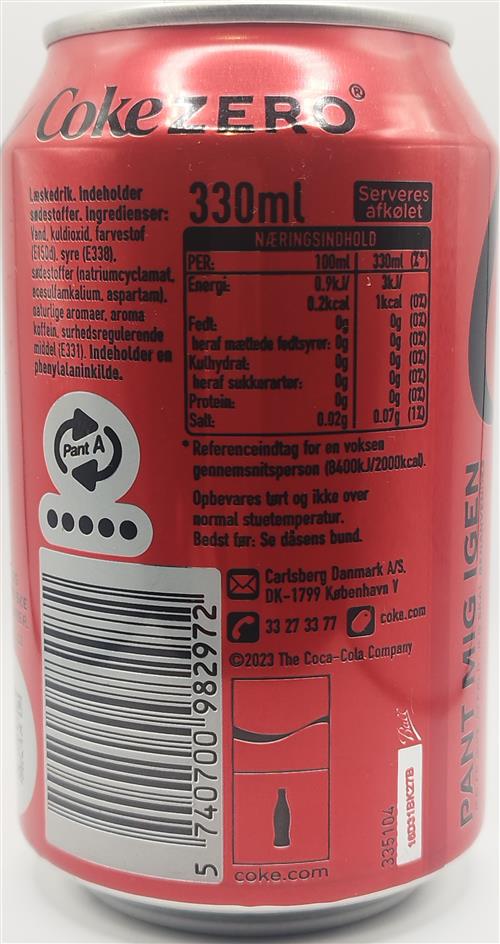 Coke ZERO®
Læskedrik. Indeholder
sødestoffer. Ingredienser:
Vand, kuldioxid, farvestof
(E150d), syre (E338),
sødestoffer (natriumcyclamat,
acesulfamkalium, aspartam),
naturlige aromaer, aroma
koffein, surhedsregulerende
middel (E331). Indeholder en
phenylalaninkilde.
330ml
Serveres
afkølet
NÆRINGSINDHOLD
PER: 100ml 330ml (%*)
Energi: 0.9kJ/ 3kJ/
0.2kcal 1kcal (0%)
Fedt: 0g 0g (0%)
heraf mættede fedtsyrer: 0g 0g (0%)
Kulhydrat: 0g 0g (0%)
heraf sukkerarter: 0g 0g (0%)
Protein: 0g 0g (0%)
Salt: 0.02g 0.07g (1%)
*Referenceindtag for en voksen
gennemsnitsperson (8400kJ/2000kcal).
Opbevares tørt og ikke over
normal stuetemperatur.
Bedst før: Se dåsens bund.
Pant A
Carlsberg Danmark A/S,
DK-1799 København V
33 27 33 77 coke.com
©2023 The Coca-Cola Company
5 740700 982972
coke.com
335104
16D31BK27B
Ball
PANT MIG IGEN